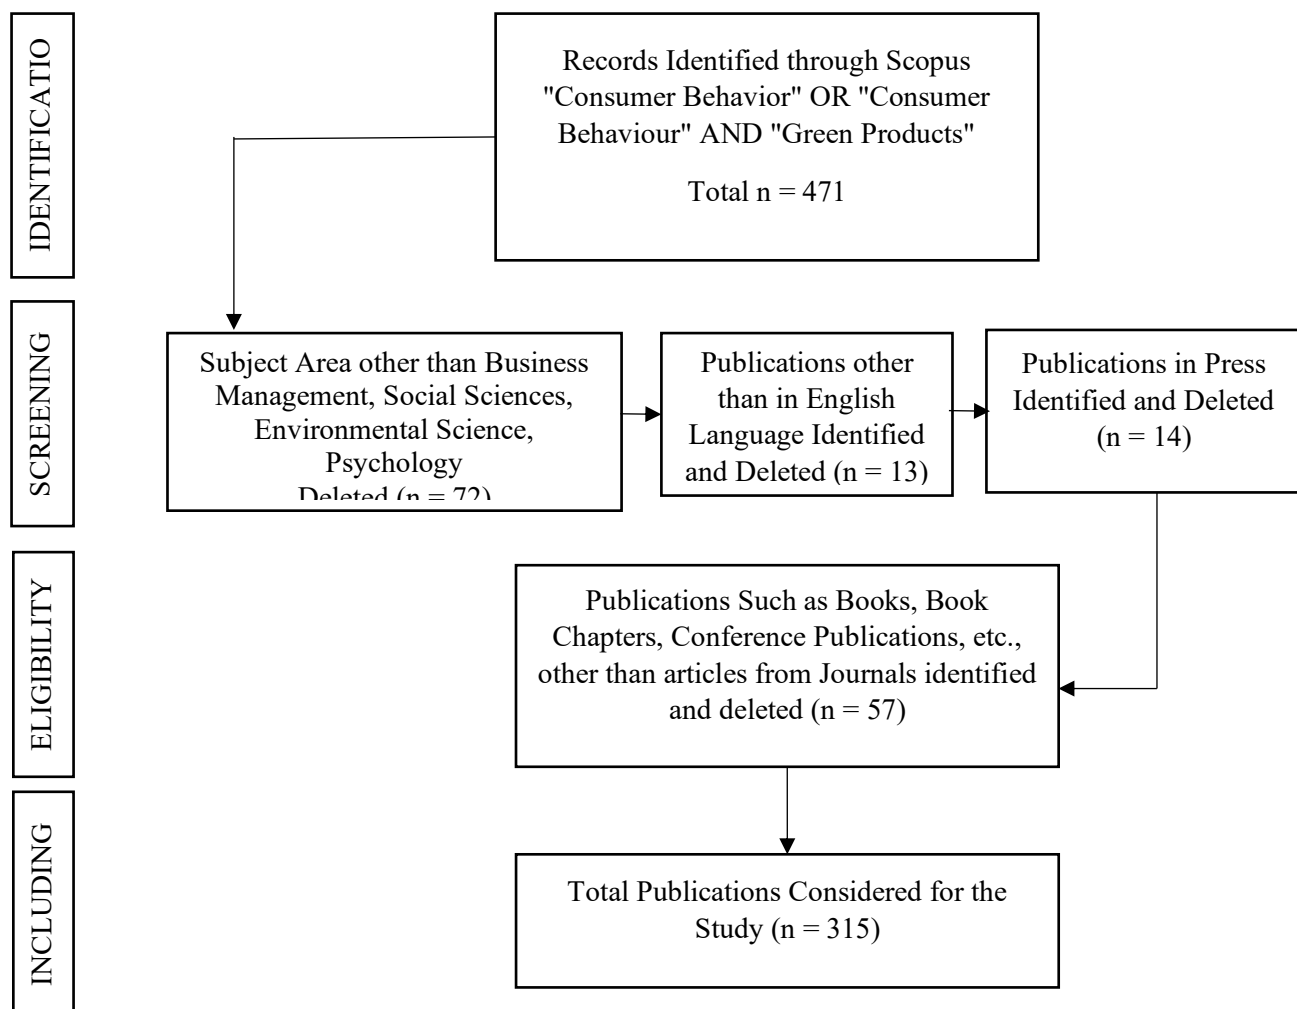 IDENTIFICATIO
Records Identified through Scopus
"Consumer Behavior" OR "Consumer
Behaviour" AND "Green Products"
Total n = 471
SCREENING
Subject Area other than Business
Management, Social Sciences,
Environmental Science,
Psychology
Deleted (n = 72)
Publications other
than in English
Language Identified
and Deleted (n = 13)
Publications in Press
Identified and Deleted
(n = 14)
ELIGIBILITY
Publications Such as Books, Book
Chapters, Conference Publications, etc.,
other than articles from Journals identified
and deleted (n = 57)
INCLUDING
Total Publications Considered for the
Study (n = 315)